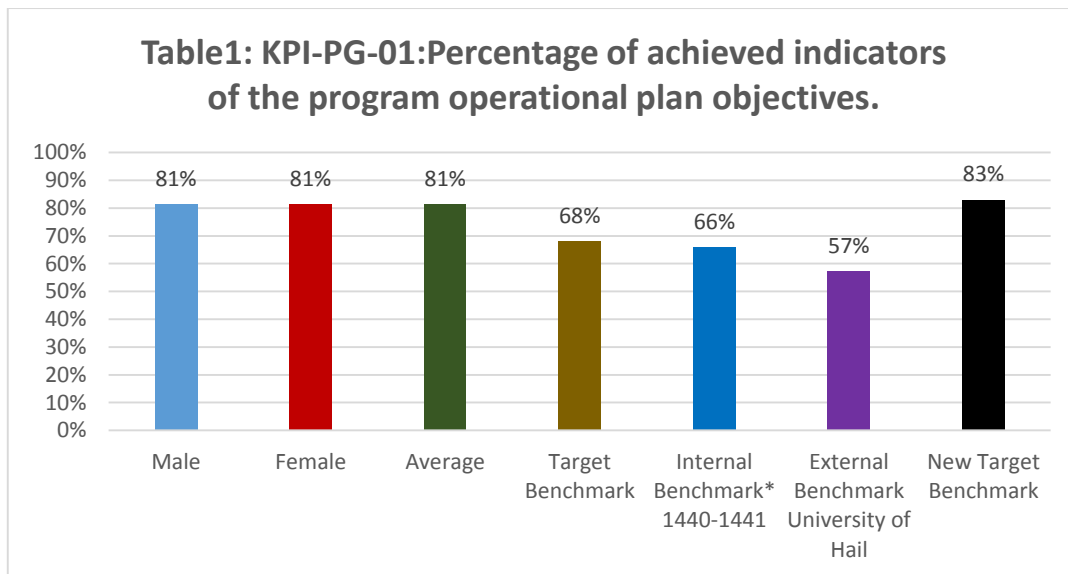 Table1: KPI-PG-01:Percentage of achieved indicators
of the program operational plan objectives.
100%
90%
80%
70%
60%
50%
40%
30%
20%
10%
0%
81%
81%
81%
68%
66%
57%
83%
Male
Female
Average
Target
Benchmark
Internal
Benchmark*
1440-1441
External
Benchmark
University of
Hail
New Target
Benchmark